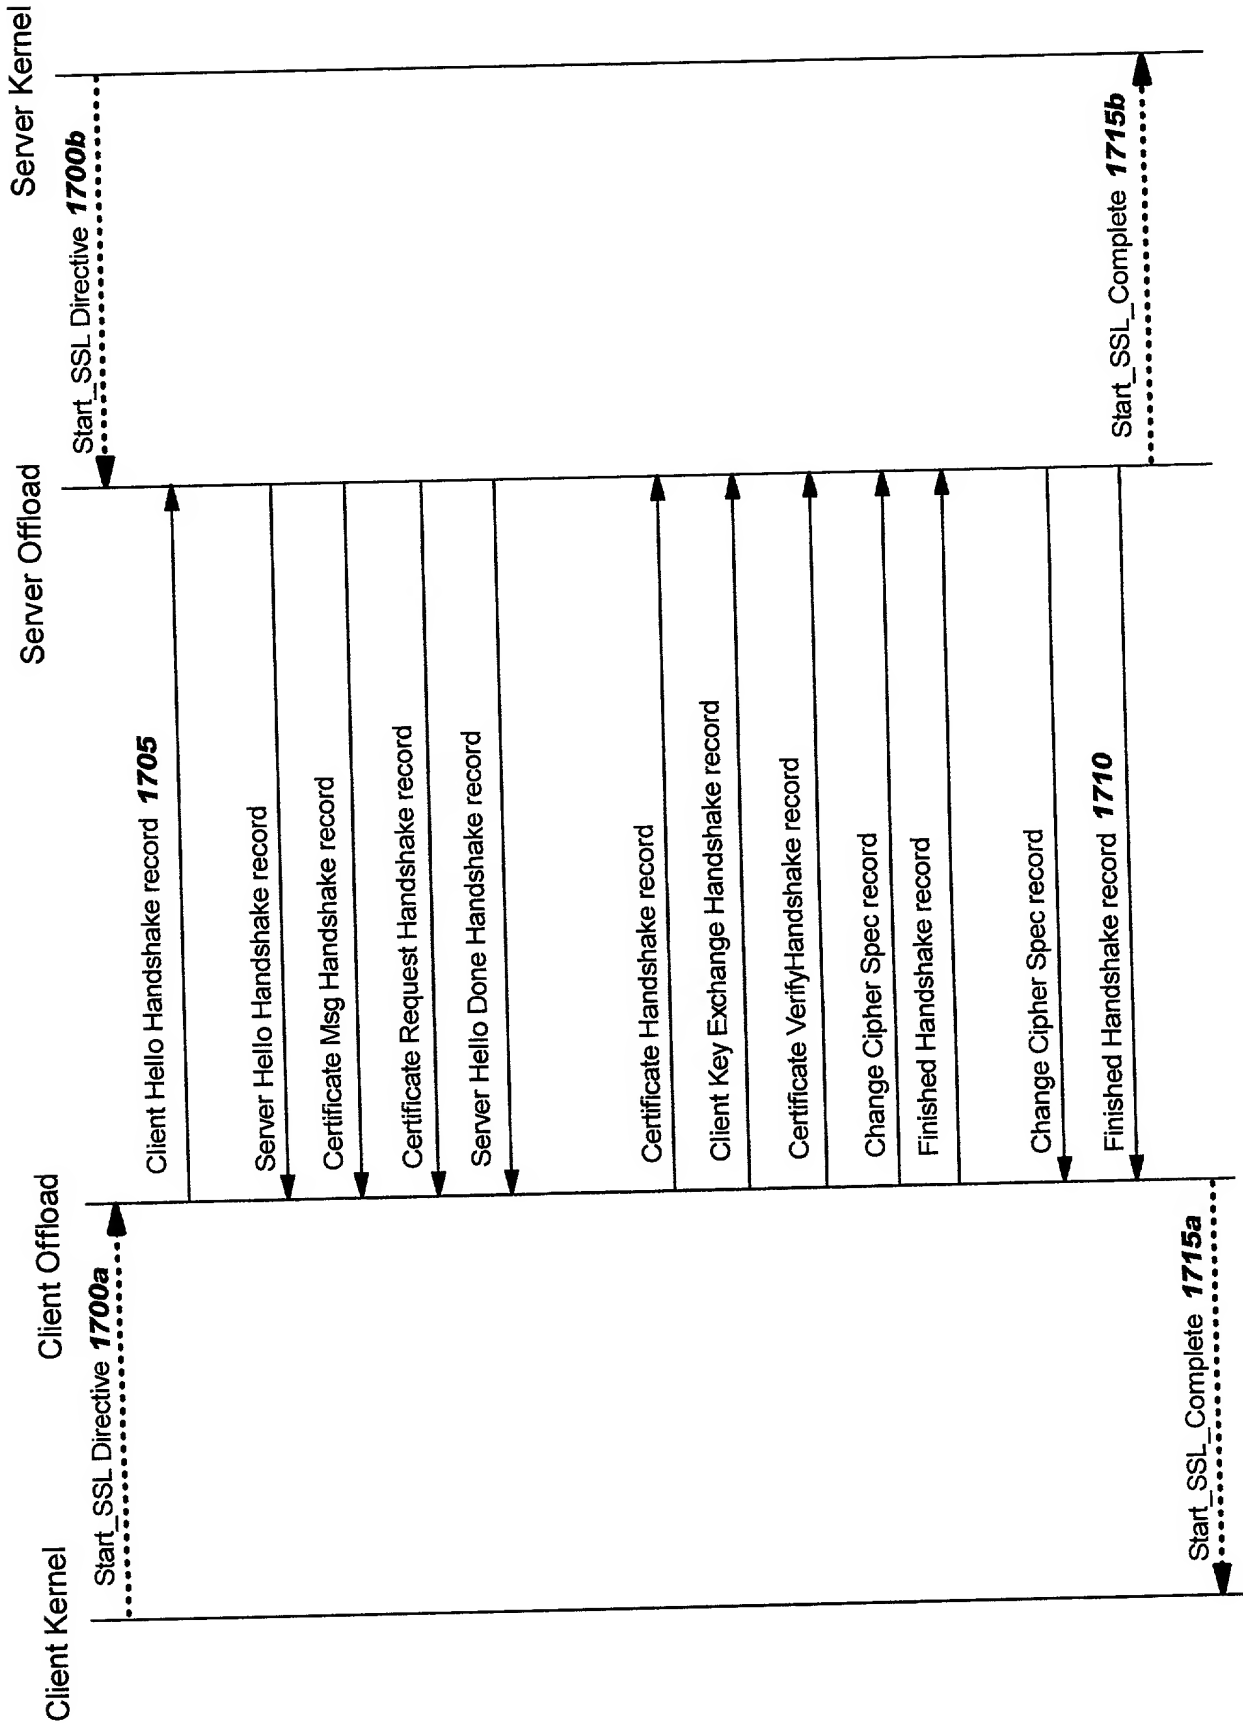 Client Kernel
Client Offload
Server Offload
Server Kernel
Start_SSL Directive 1700a
Start_SSL Directive 1700b
Client Hello Handshake record 1705
Server Hello Handshake record
Certificate Msg Handshake record
Certificate Request Handshake record
Server Hello Done Handshake record
Certificate Handshake record
Client Key Exchange Handshake record
Certificate VerifyHandshake record
Change Cipher Spec record
Finished Handshake record
Change Cipher Spec record
Finished Handshake record 1710
Start_SSL_Complete 1715b
Start_SSL_Complete 1715a